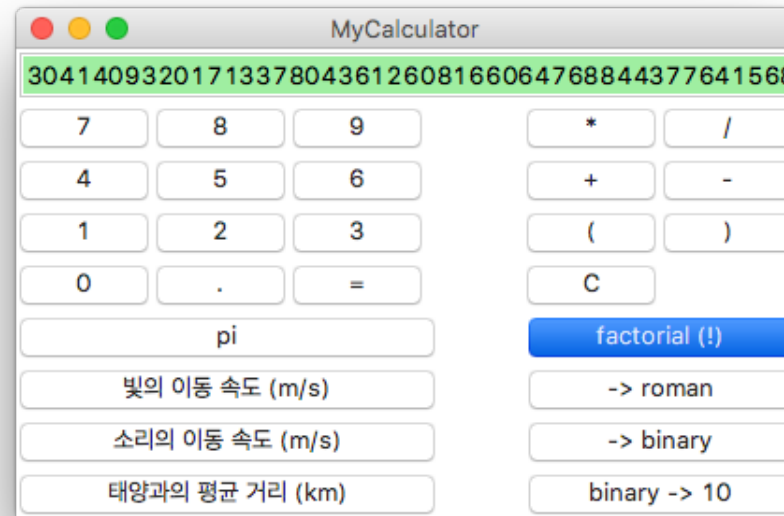 MyCalculator
30414093201713378043612608166064768844377641568
7 8 9 * /
4 5 6 + -
1 2 3 ( )
0 . = C
pi factorial (!)
빛의 이동 속도 (m/s) -> roman
소리의 이동 속도 (m/s) -> binary
태양과의 평균 거리 (km) binary -> 10